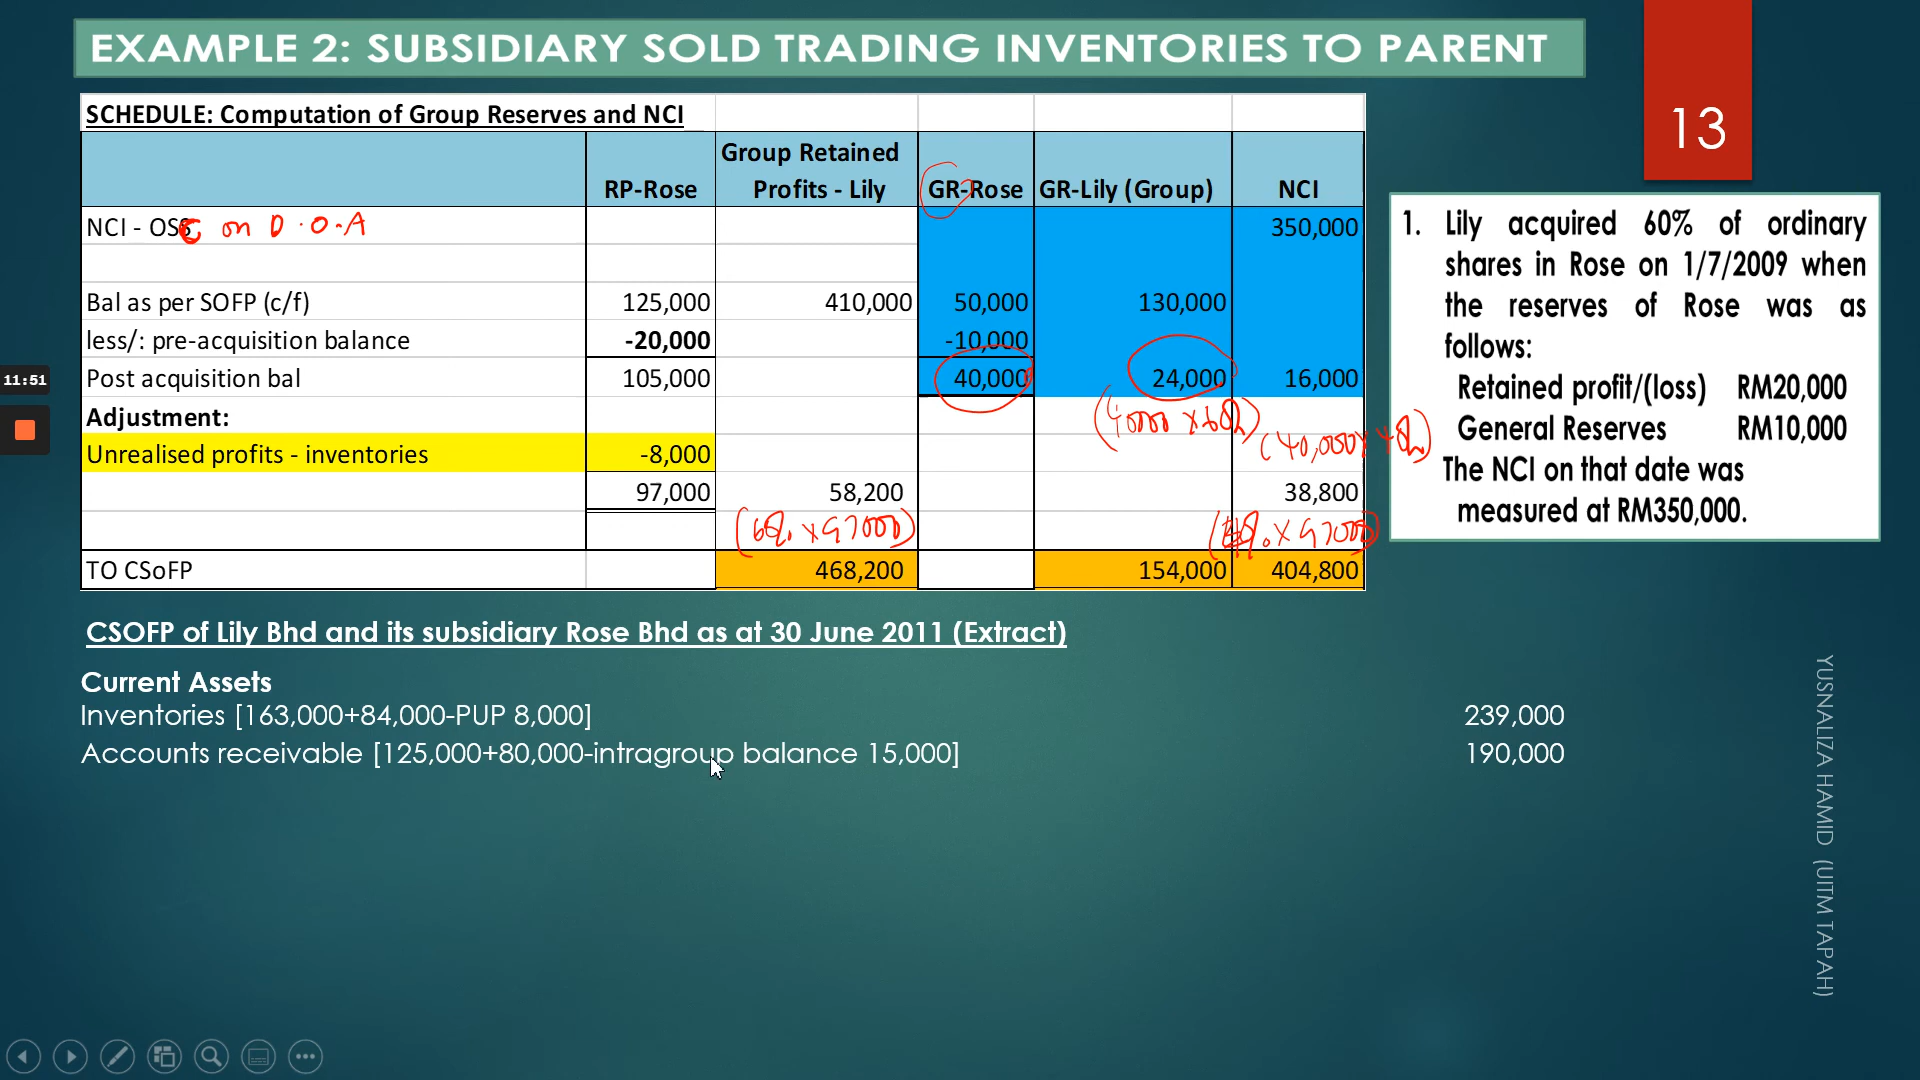 EXAMPLE 2: SUBSIDIARY SOLD TRADING INVENTORIES TO PARENT
13
SCHEDULE: Computation of Group Reserves and NCI
RP-Rose Group Retained Profits - Lily GR-Rose GR-Lily (Group) NCI
NCI - OSS on D.O.A 350,000
Bal as per SOFP (c/f) 125,000 410,000 50,000 130,000
less/: pre-acquisition balance -20,000 -10,000
Post acquisition bal 105,000 40,000 24,000 16,000
Adjustment:
(40,000 x 40%)
Unrealised profits - inventories -8,000
97,000 58,200 38,800
(60% x 97000)
TO CSoFP 468,200 154,000 404,800
1. Lily acquired 60% of ordinary
shares in Rose on 1/7/2009 when
the reserves of Rose was as
follows:
Retained profit/(loss) RM20,000
General Reserves RM10,000
The NCI on that date was
measured at RM350,000.
11:51
CSOFP of Lily Bhd and its subsidiary Rose Bhd as at 30 June 2011 (Extract)
Current Assets
Inventories [163,000+84,000-PUP 8,000] 239,000
Accounts receivable [125,000+80,000-intragroup balance 15,000] 190,000
YUSNALIZA HAMID (UITM TAPAH)